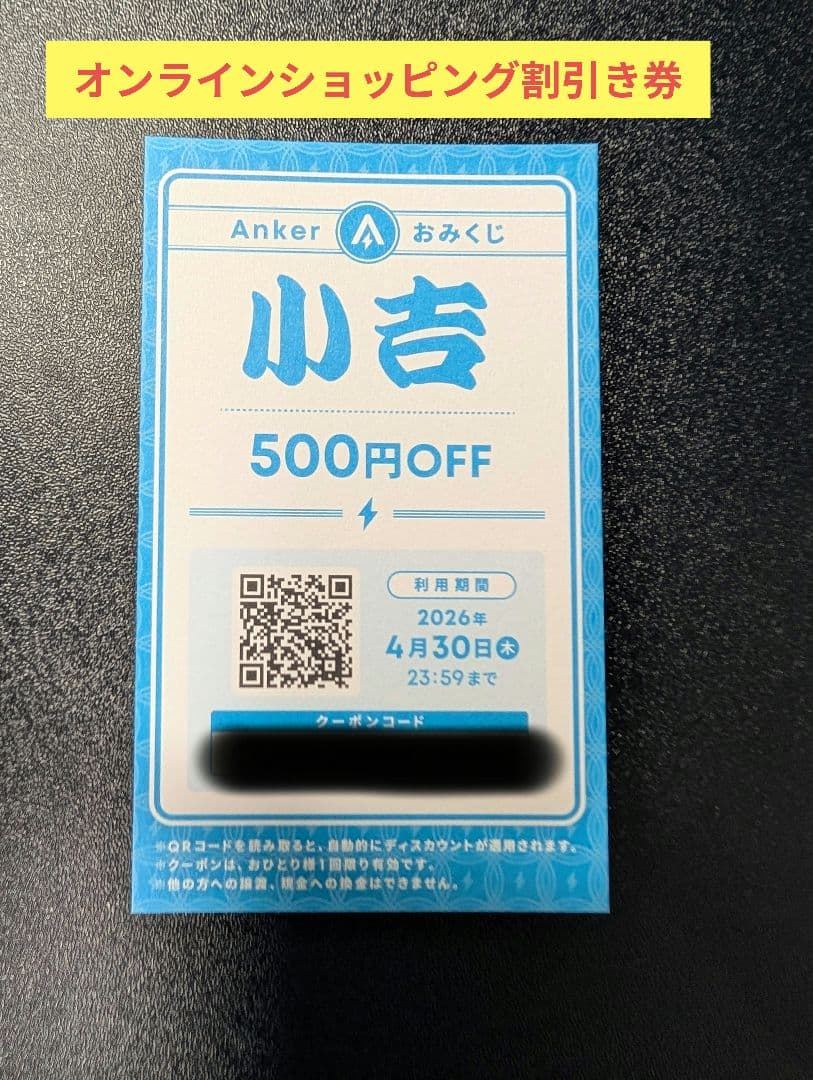 オンラインショッピング割引き券
Anker おみくじ
小吉
500円OFF
利用期間
2026年
4月30日木
23:59まで
クーポンコード
※QRコードを読み取ると、自動的にディスカウントが適用されます。
※クーポンは、おひとり様1回限り有効です。
※他の方への譲渡、現金への換金はできません。